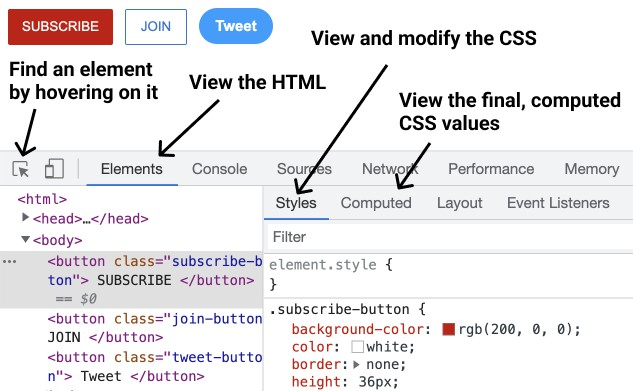 SUBSCRIBE JOIN Tweet
View and modify the CSS
Find an element
by hovering on it
View the HTML
View the final, computed
CSS values
Elements Console Sources Network Performance Memory
<html>
<head>…</head>
<body>
<button class="subscribe-b
ton"> SUBSCRIBE </button>
== $0
<button class="join-button
JOIN </button>
<button class="tweet-butto
n"> Tweet </button>
Styles Computed Layout Event Listeners
Filter
element.style {
}
.subscribe-button {
background-color: rgb(200, 0, 0);
color: white;
border: none;
height: 36px;